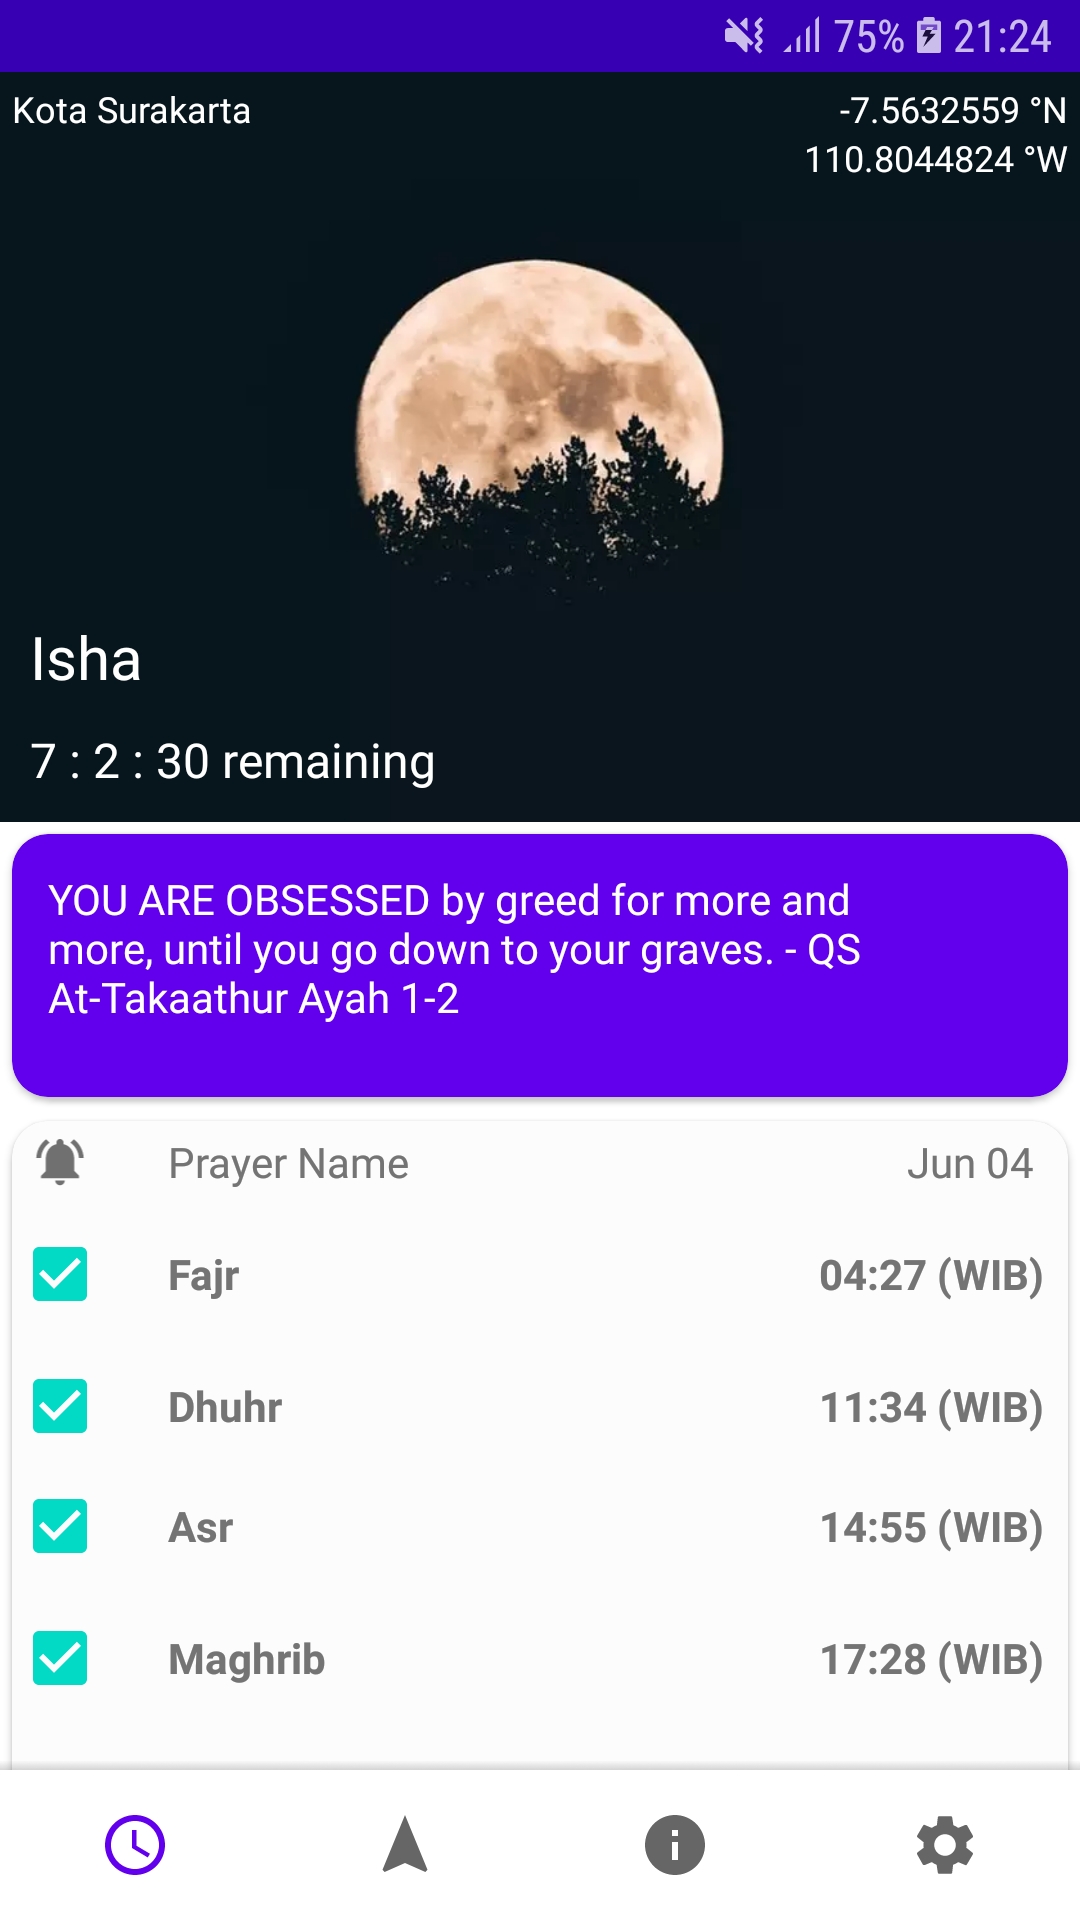 75% 21:24
Kota Surakarta
-7.5632559 °N
110.8044824 °W
Isha
7 : 2 : 30 remaining
YOU ARE OBSESSED by greed for more and
more, until you go down to your graves. - QS
At-Takaathur Ayah 1-2
Prayer Name Jun 04
Fajr 04:27 (WIB)
Dhuhr 11:34 (WIB)
Asr 14:55 (WIB)
Maghrib 17:28 (WIB)